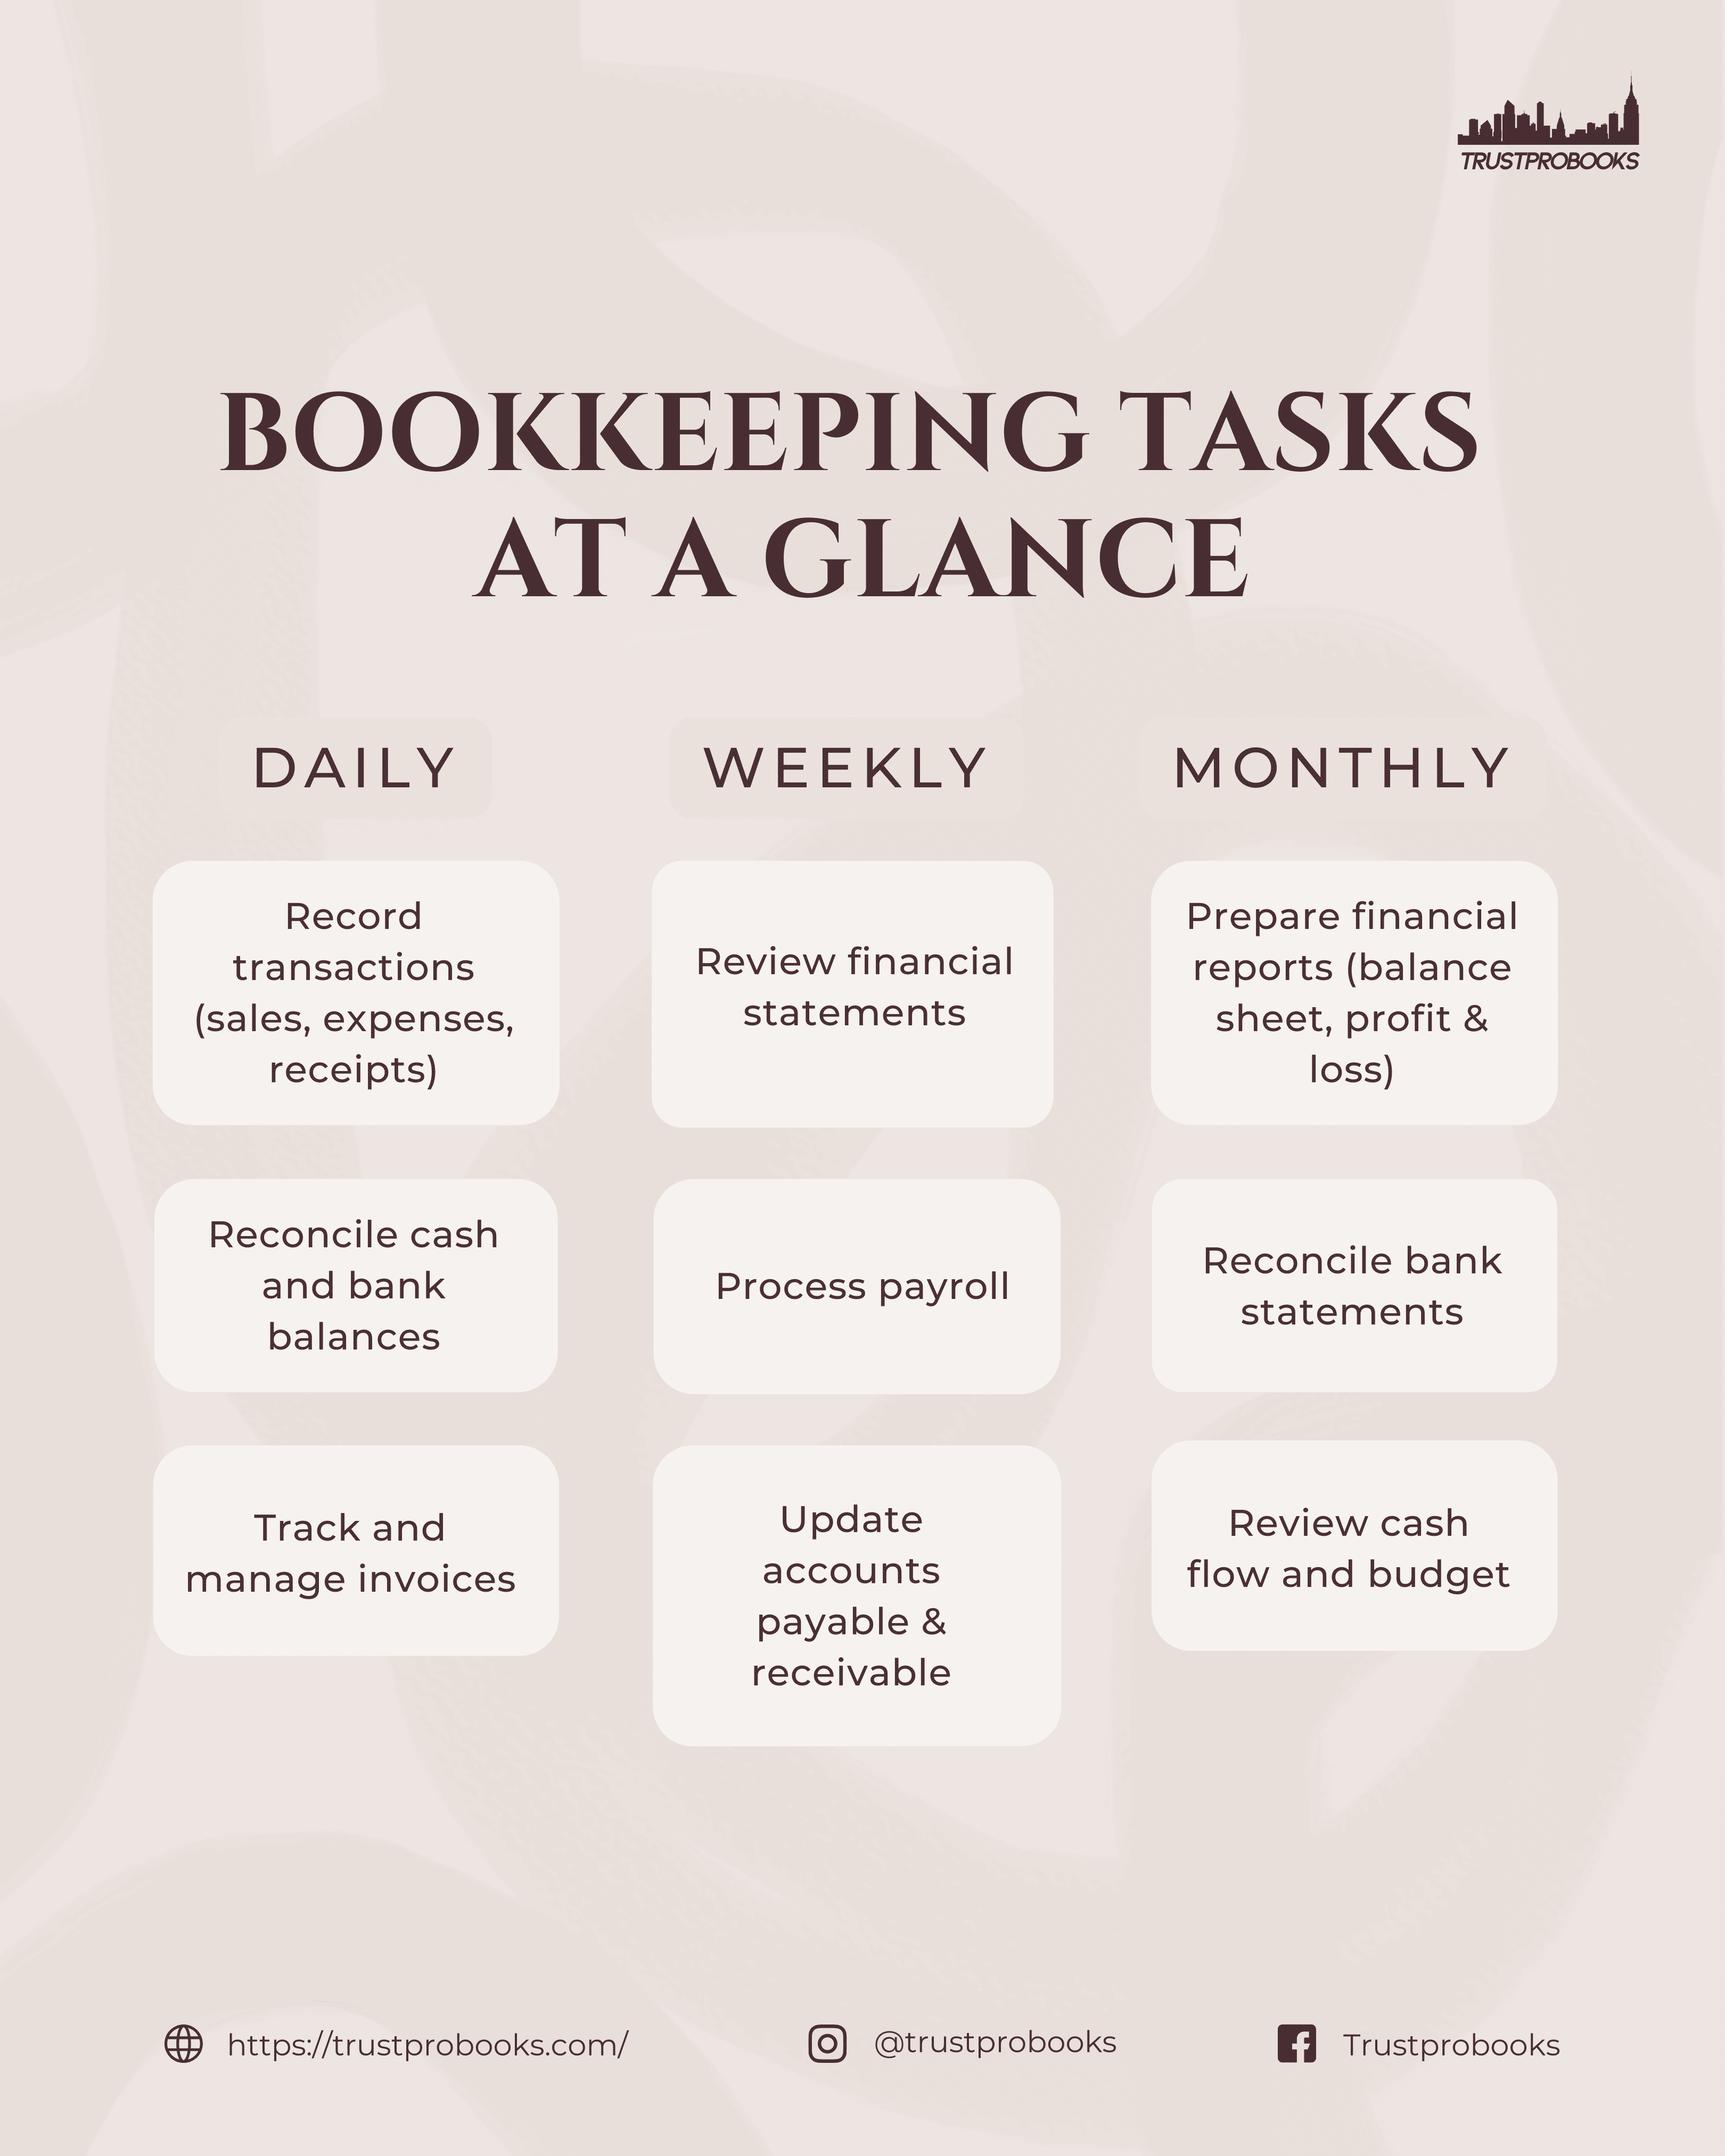 TRUSTPROBOOKS
BOOKKEEPING TASKS
AT A GLANCE
DAILY
Record
transactions
(sales, expenses,
receipts)
Reconcile cash
and bank
balances
Track and
manage invoices
WEEKLY
Review financial
statements
Process payroll
Update
accounts
payable &
receivable
MONTHLY
Prepare financial
reports (balance
sheet, profit &
loss)
Reconcile bank
statements
Review cash
flow and budget
https://trustprobooks.com/
@trustprobooks
Trustprobooks